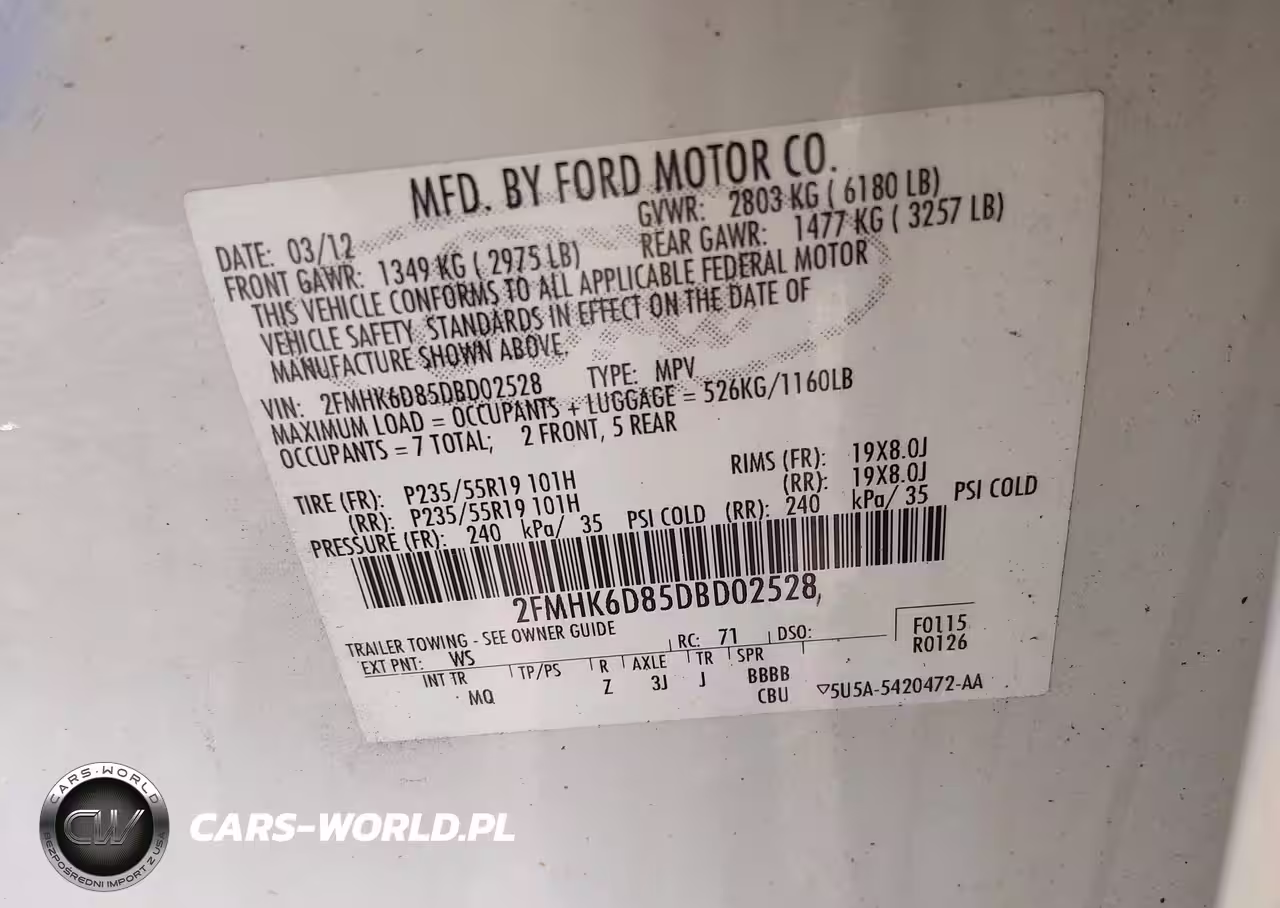 MFD. BY FORD MOTOR CO.
DATE: 03/12 GVWR: 2803 KG ( 6180 LB)
FRONT GAWR: 1349 KG ( 2975 LB) REAR GAWR: 1477 KG ( 3257 LB)
THIS VEHICLE CONFORMS TO ALL APPLICABLE FEDERAL MOTOR
VEHICLE SAFETY STANDARDS IN EFFECT ON THE DATE OF
MANUFACTURE SHOWN ABOVE.
VIN: 2FMHK6D85DBD02528 TYPE: MPV
MAXIMUM LOAD = OCCUPANTS + LUGGAGE = 526KG/1160LB
OCCUPANTS = 7 TOTAL; 2 FRONT, 5 REAR
TIRE (FR): P235/55R19 101H RIMS (FR): 19X8.0J
(RR): P235/55R19 101H (RR): 19X8.0J
PRESSURE (FR): 240 kPa/ 35 PSI COLD (RR): 240 kPa/ 35 PSI COLD
2FMHK6D85DBD02528,
TRAILER TOWING - SEE OWNER GUIDE
EXT PNT: WS RC: 71 DSO: F0115
R0126
INT TR TP/PS R AXLE TR SPR
MQ Z 3J J BBBB
CBU ▽5U5A-5420472-AA
CARS-WORLD
CW
BEZPOŚREDNI IMPORT Z USA
CARS-WORLD.PL